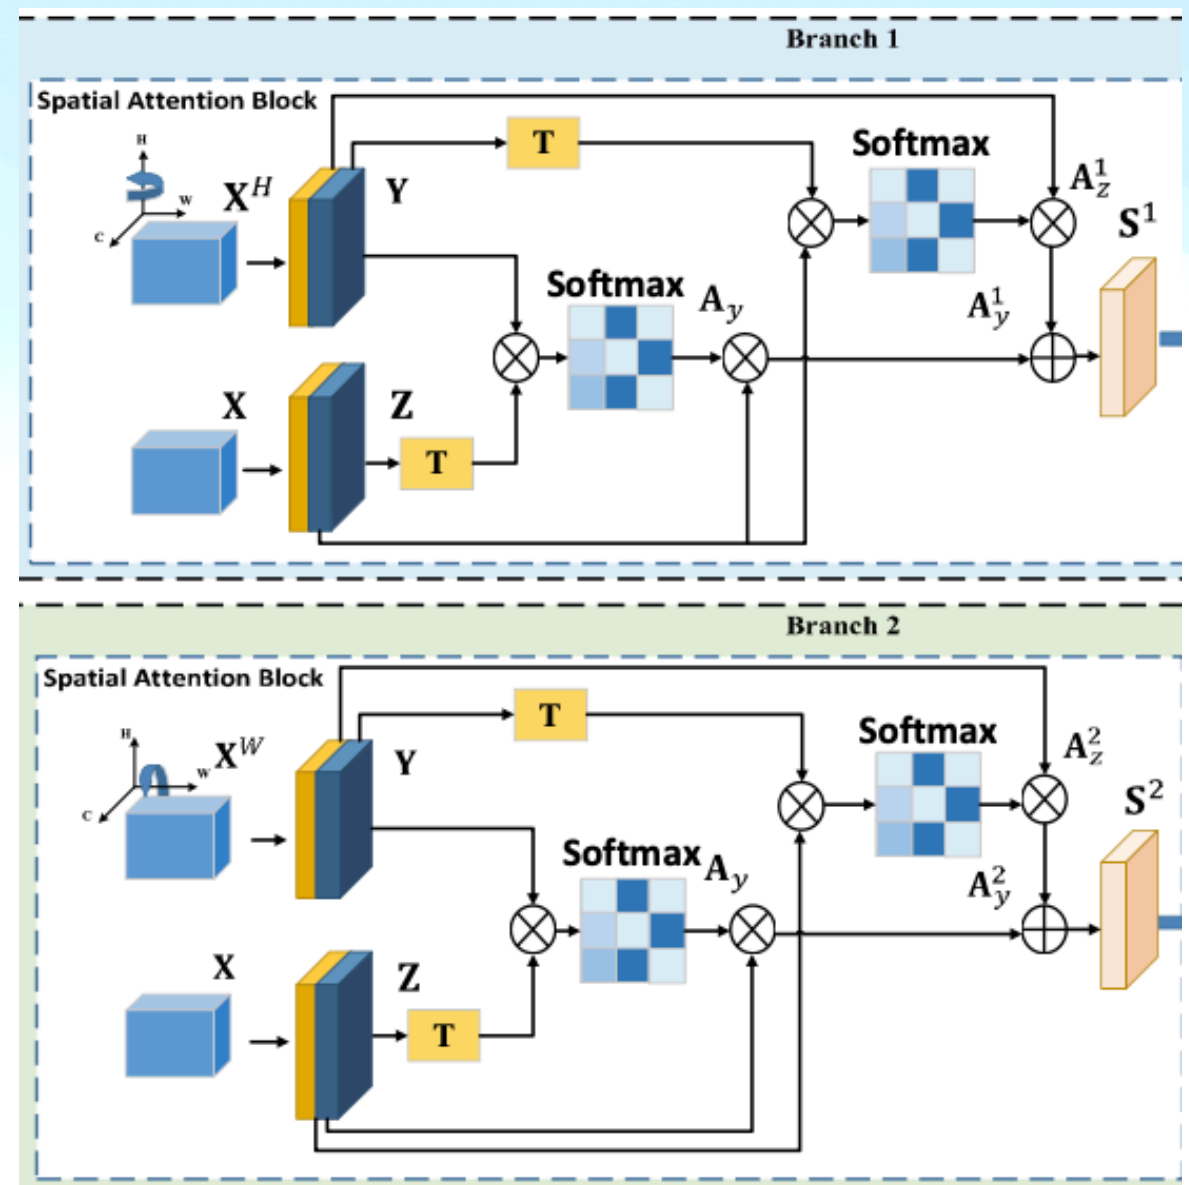 Branch 1
Spatial Attention Block
H
W
C
X^H
Y
T
Softmax
A_z^1
S^1
Softmax
A_y
A_y^1
X
Z
T
Branch 2
Spatial Attention Block
H
W
C
X^W
Y
T
Softmax
A_z^2
S^2
Softmax
A_y
A_y^2
X
Z
T